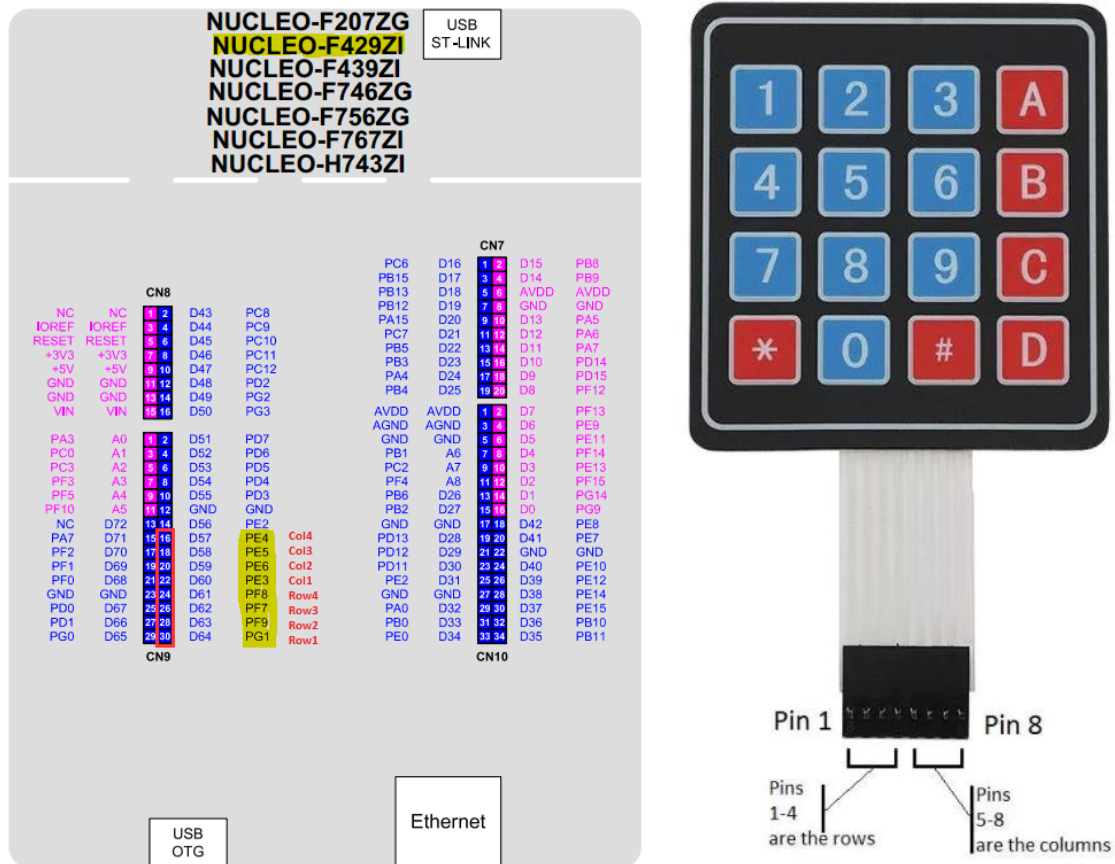 NUCLEO-F207ZG
NUCLEO-F429ZI
NUCLEO-F439ZI
NUCLEO-F746ZG
NUCLEO-F756ZG
NUCLEO-F767ZI
NUCLEO-H743ZI
USB
ST-LINK
CN8
NC NC 1 2 D43 PC8
IOREF IOREF 3 4 D44 PC9
RESET RESET 5 6 D45 PC10
+3V3 +3V3 7 8 D46 PC11
+5V +5V 9 10 D47 PC12
GND GND 11 12 D48 PD2
GND GND 13 14 D49 PG2
VIN VIN 15 16 D50 PG3
PA3 A0 1 2 D51 PD7
PC0 A1 3 4 D52 PD6
PC3 A2 5 6 D53 PD5
PF3 A3 7 8 D54 PD4
PF5 A4 9 10 D55 PD3
PF10 A5 11 12 GND GND
NC D72 13 14 D56 PE2
PA7 D71 15 16 D57 PE4 Col4
PF2 D70 17 18 D58 PE5 Col3
PF1 D69 19 20 D59 PE6 Col2
PF0 D68 21 22 D60 PE3 Col1
GND GND 23 24 D61 PF8 Row4
PD0 D67 25 26 D62 PF7 Row3
PD1 D66 27 28 D63 PF9 Row2
PG0 D65 29 30 D64 PG1 Row1
CN9
CN7
PC6 D16 1 2 D15 PB8
PB15 D17 3 4 D14 PB9
PB13 D18 5 6 AVDD AVDD
PB12 D19 7 8 GND GND
PA15 D20 9 10 D13 PA5
PC7 D21 11 12 D12 PA6
PB5 D22 13 14 D11 PA7
PB3 D23 15 16 D10 PD14
PA4 D24 17 18 D9 PD15
PB4 D25 19 20 D8 PF12
AVDD AVDD 1 2 D7 PF13
AGND AGND 3 4 D6 PE9
GND GND 5 6 D5 PE11
PB1 A6 7 8 D4 PF14
PC2 A7 9 10 D3 PE13
PF4 A8 11 12 D2 PF15
PB6 D26 13 14 D1 PG14
PB2 D27 15 16 D0 PG9
GND GND 17 18 D42 PE8
PD13 D28 19 20 D41 PE7
PD12 D29 21 22 GND GND
PD11 D30 23 24 D40 PE10
PE2 D31 25 26 D39 PE12
GND GND 27 28 D38 PE14
PA0 D32 29 30 D37 PE15
PB0 D33 31 32 D36 PB10
PE0 D34 33 34 D35 PB11
CN10
USB
OTG
Ethernet
1 2 3 A
4 5 6 B
7 8 9 C
* 0 # D
Pin 1
Pin 8
Pins
1-4
are the rows
Pins
5-8
are the columns